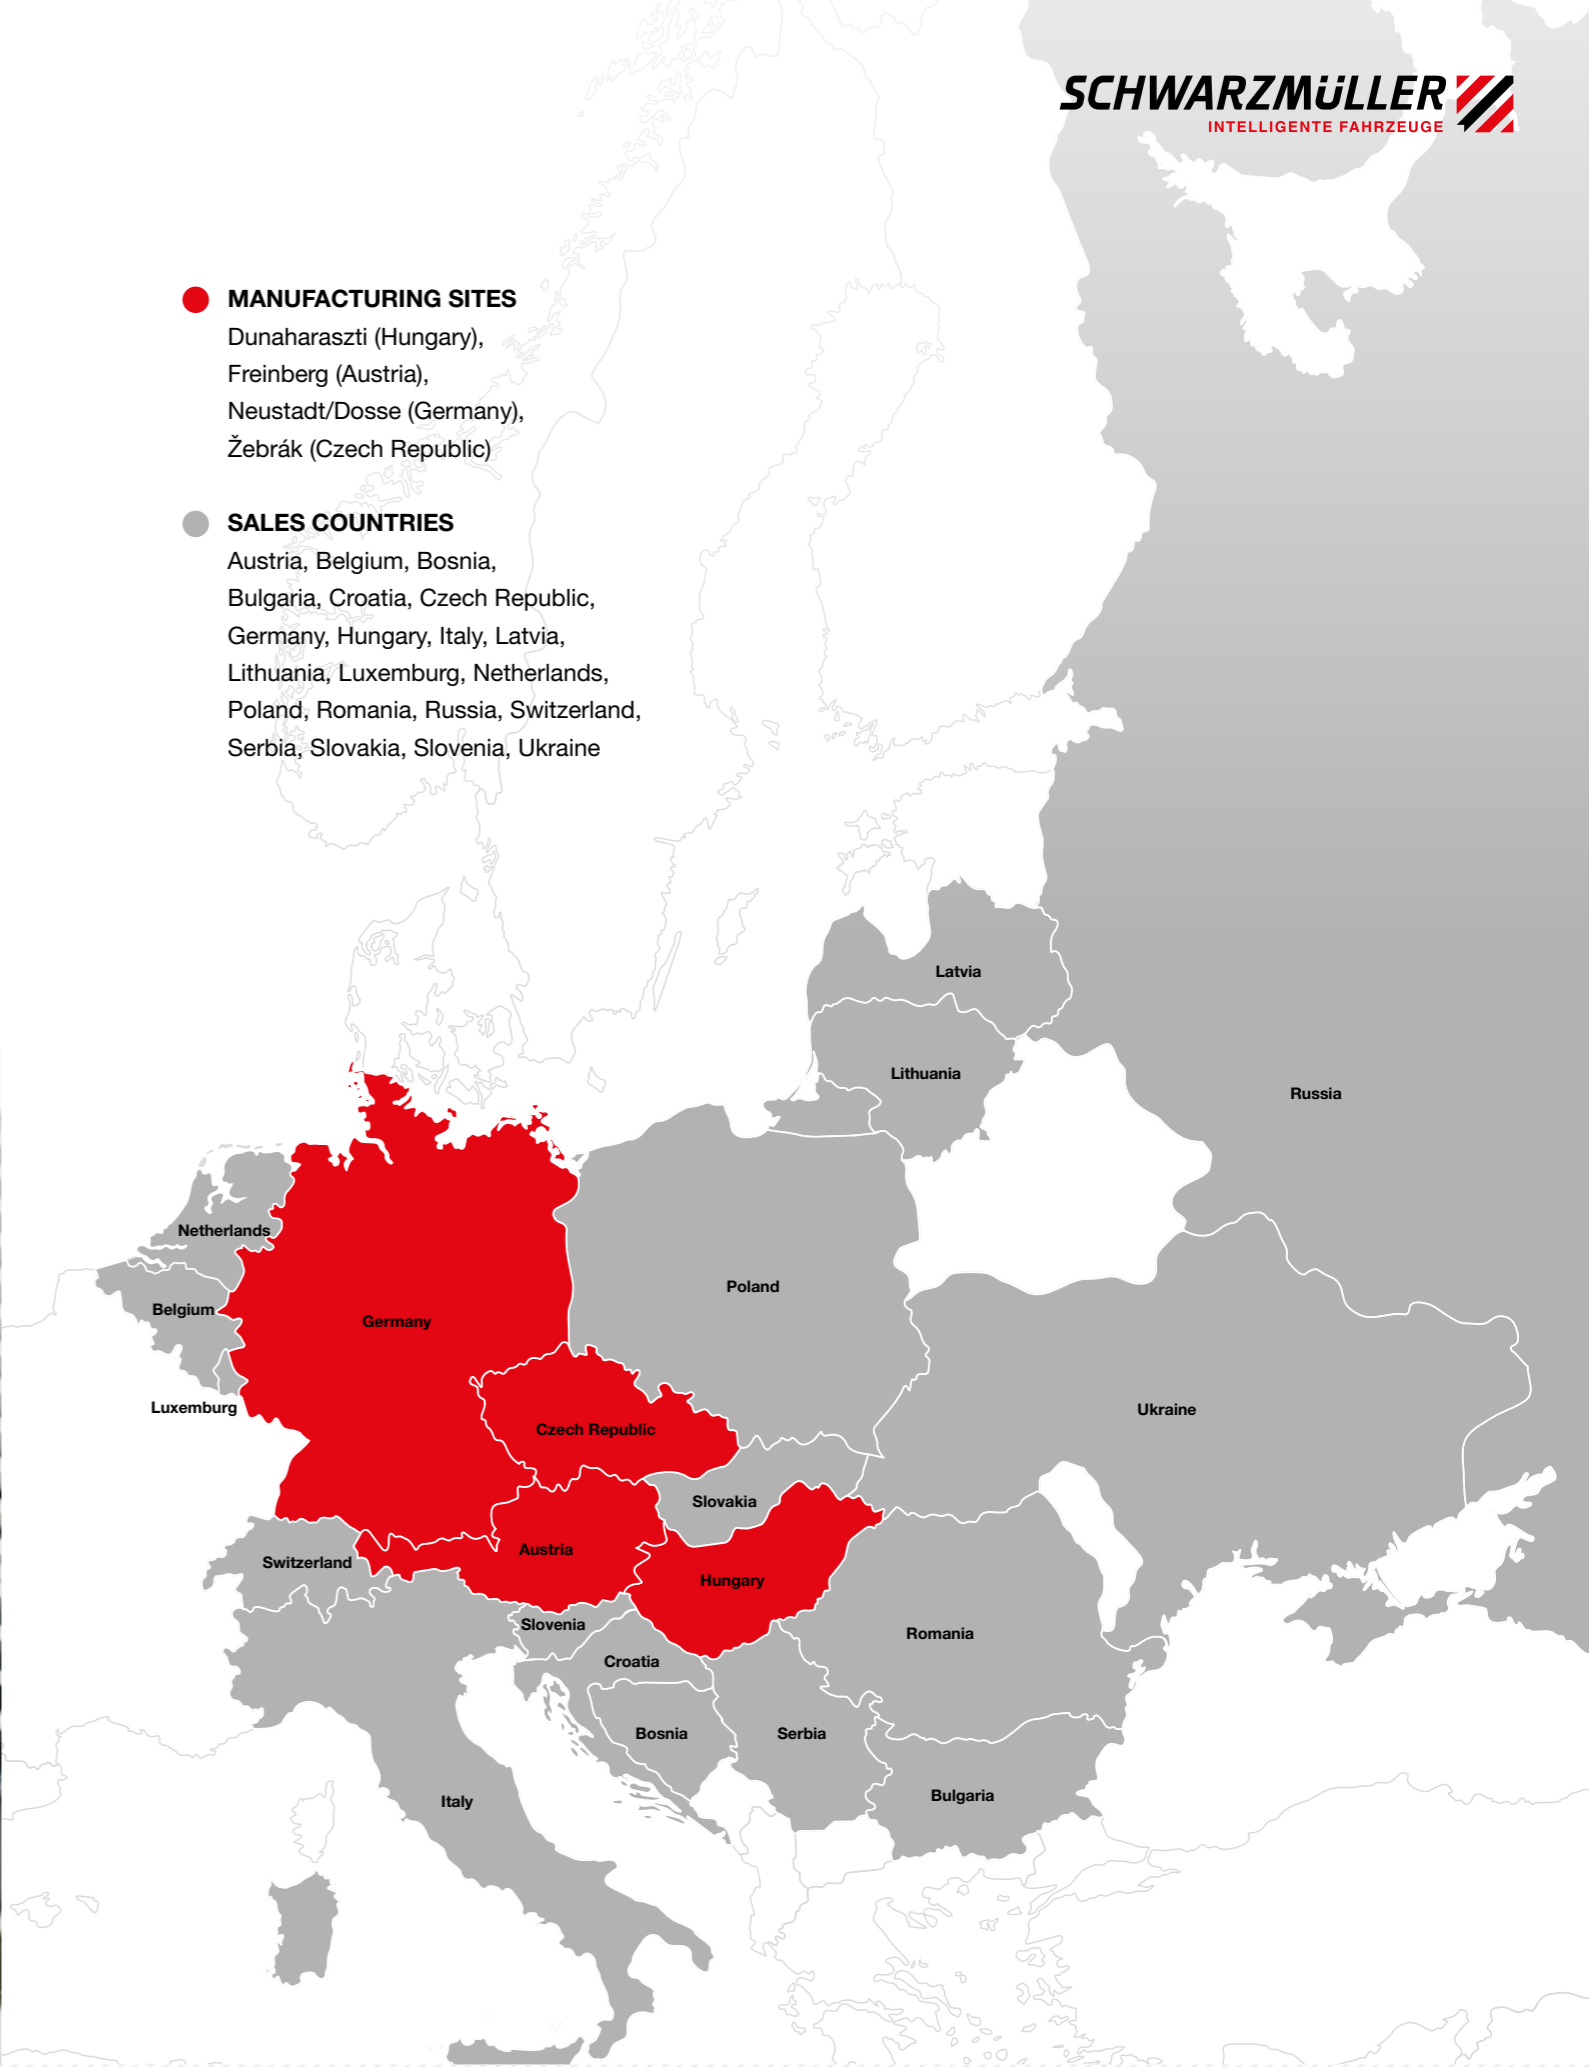 SCHWARZMÜLLER
INTELLIGENTE FAHRZEUGE
MANUFACTURING SITES
Dunaharaszti (Hungary),
Freinberg (Austria),
Neustadt/Dosse (Germany),
Žebrák (Czech Republic)
SALES COUNTRIES
Austria, Belgium, Bosnia,
Bulgaria, Croatia, Czech Republic,
Germany, Hungary, Italy, Latvia,
Lithuania, Luxemburg, Netherlands,
Poland, Romania, Russia, Switzerland,
Serbia, Slovakia, Slovenia, Ukraine
Latvia
Lithuania
Russia
Netherlands
Poland
Belgium
Germany
Luxemburg
Ukraine
Czech Republic
Slovakia
Austria
Switzerland
Hungary
Slovenia
Romania
Croatia
Bosnia
Serbia
Bulgaria
Italy